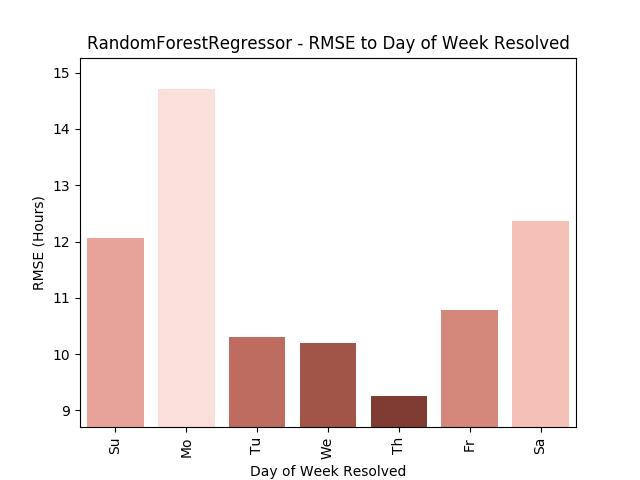 RandomForestRegressor - RMSE to Day of Week Resolved
15
14
13
12
11
10
9
RMSE (Hours)
Su
Mo
Tu
We
Th
Fr
Sa
Day of Week Resolved